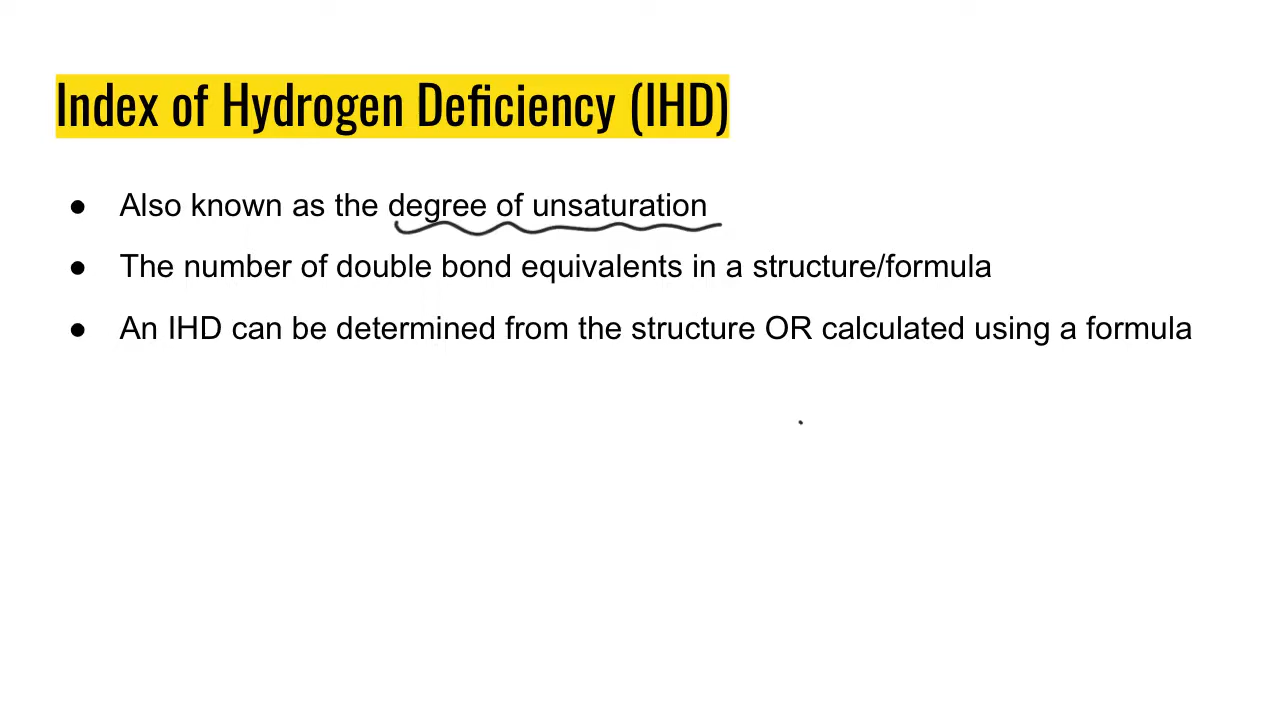 Index of Hydrogen Deficiency (IHD)
● Also known as the degree of unsaturation
● The number of double bond equivalents in a structure/formula
● An IHD can be determined from the structure OR calculated using a formula